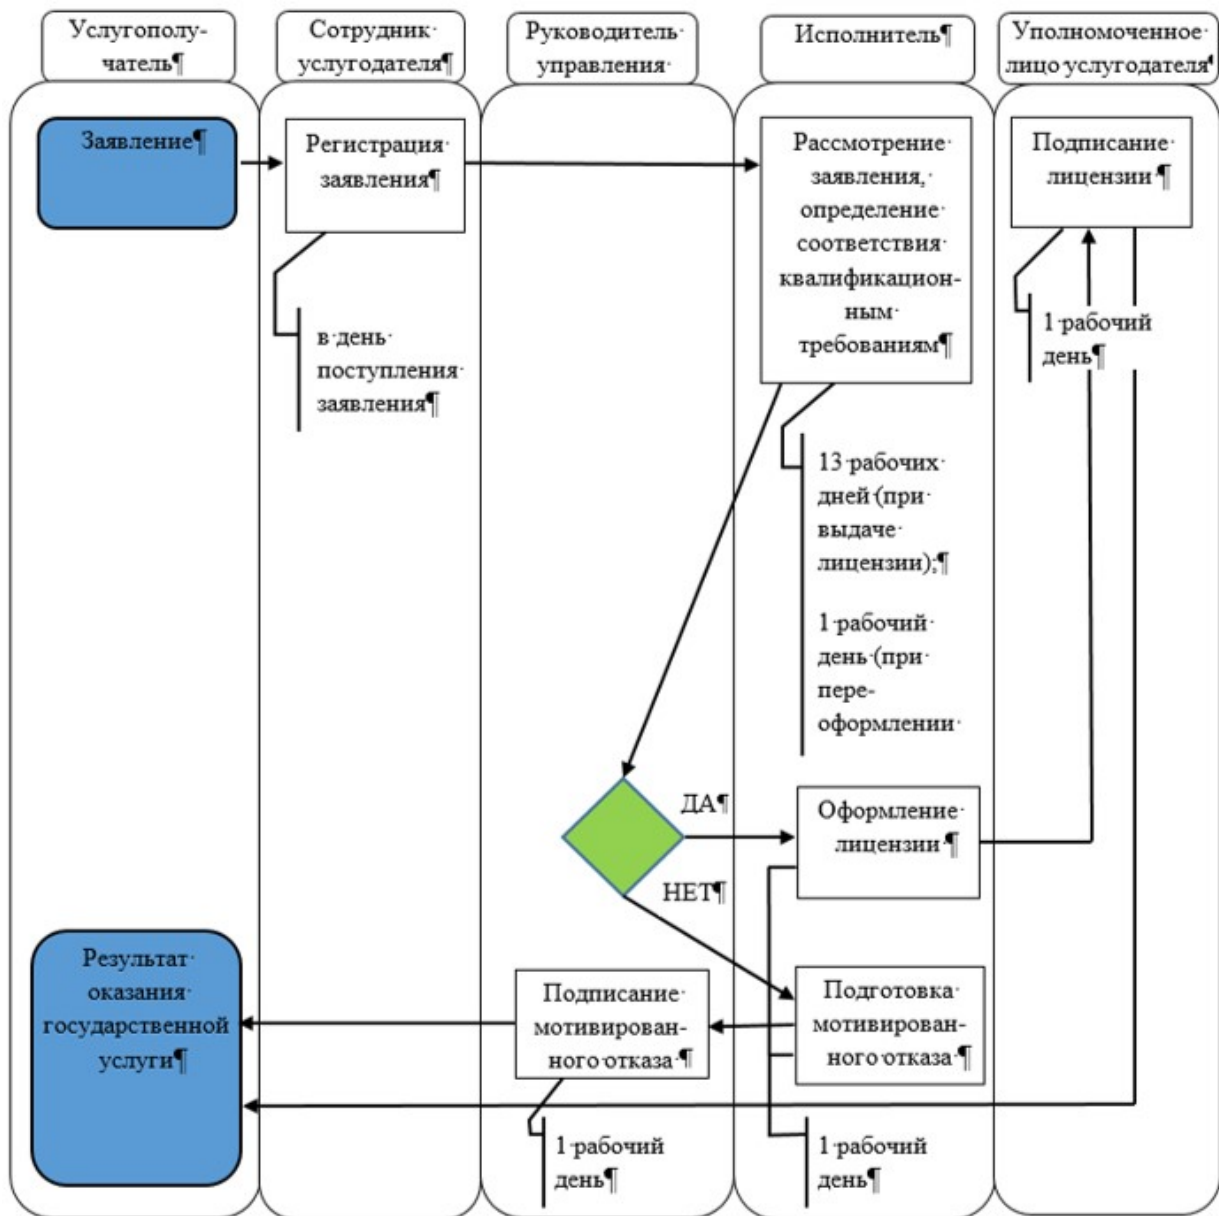 Услугополу-
чатель¶
Сотрудник·
услугодателя¶
Руководитель·
управления·
Исполнитель¶
Уполномоченное
лицо·услугодателя¶
Заявление¶
Регистрация·
заявления¶
Рассмотрение
заявления,·
определение
соответствия·
квалификацион-
ным·
требованиям¶
Подписание
лицензии·¶
в·день·
поступления·
заявления¶
1·рабочий
день¶
13·рабочих·
дней·(при·
выдаче
лицензии);¶
1·рабочий·
день·(при·
пере-
оформлении·
ДА¶
Оформление·
лицензии·¶
НЕТ¶
Результат·
оказания·
государственной
услуги¶
Подписание·
мотивирован-
ного·отказа·¶
Подготовка·
мотивирован-
ного·отказа¶
1·рабочий
день¶
1·рабочий
день¶